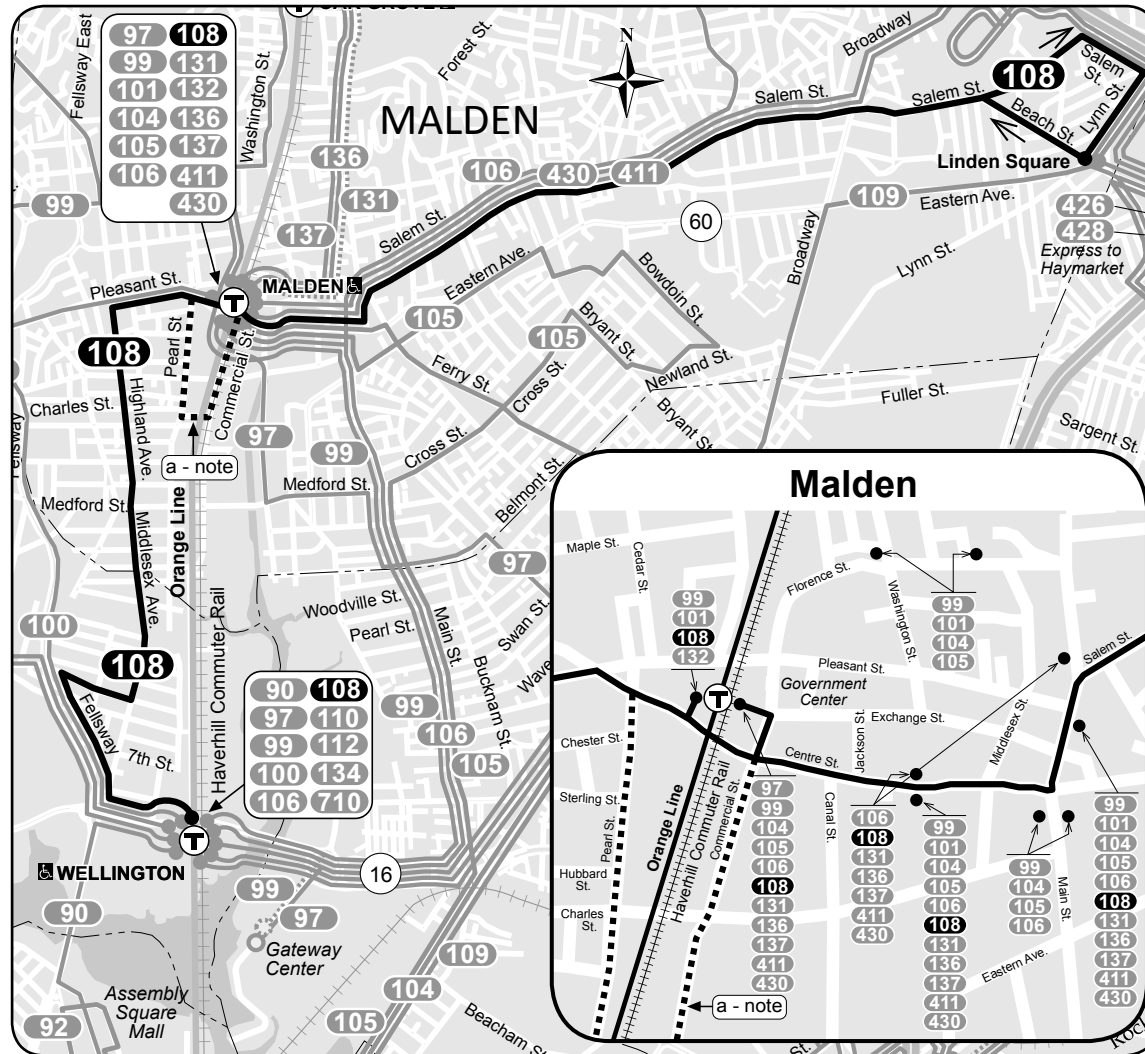 97 108
99 131
101 132
104 136
105 137
106 411
430
Fellsway East
Washington St.
Forest St.
N
MALDEN
Broadway
Salem St.
Salem St.
108
Salem St.
Lynn St.
Beach St.
Linden Square
136
131
137
106
430
411
Salem St.
60
109
Eastern Ave.
Broadway
426
428
Express to
Haymarket
Lynn St.
99
Pleasant St.
T
MALDEN
108
Pearl St
Commercial St.
Highland Ave.
Charles St.
Fellsway
a - note
Orange Line
Medford St.
Middlesex Ave.
97
99
Medford St.
Eastern Ave.
105
105
Bowdoin St.
Bryant St.
Newland St.
Ferry St.
Cross St.
Cross St.
Bryant St.
Belmont St.
Fuller St.
Sargent St.
97
Woodville St.
Pearl St.
Main St.
Swan St.
Bucknam St.
100
108
Fellsway
7th St.
Haverhill Commuter Rail
90 108
97 110
99 112
100 134
106 710
99
106
105
T
WELLINGTON
16
90
99
97
Gateway
Center
Assembly
Square
Mall
92
109
104
105
Beacham St.
Malden
Maple St.
Cedar St.
Florence St.
Washington St.
99
101
104
105
99
101
108
132
T
Pleasant St.
Government
Center
Salem St.
Exchange St.
Jackson St.
Middlesex St.
Chester St.
Centre St.
Sterling St.
Pearl St.
Orange Line
Haverhill Commuter Rail
Commercial St.
Canal St.
Hubbard
St.
Charles
St.
97
99
104
105
106
108
131
136
137
411
430
106
108
131
136
137
411
430
99
101
104
105
106
108
131
136
137
411
430
99
104
105
106
Main St.
99
101
104
105
106
108
131
136
137
411
430
Eastern Ave.
a - note
St.